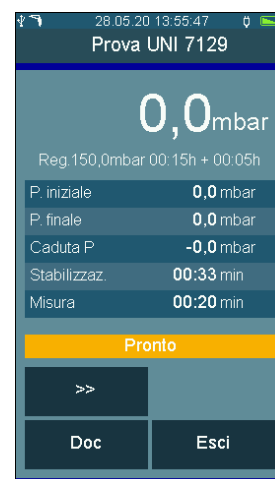 28.05.20 13:55:47
Prova UNI 7129
0,0mbar
Reg.150,0mbar 00:15h + 00:05h
P. iniziale 0,0 mbar
P. finale 0,0 mbar
Caduta P -0,0 mbar
Stabilizzaz. 00:33 min
Misura 00:20 min
Pronto
>>
Doc Esci